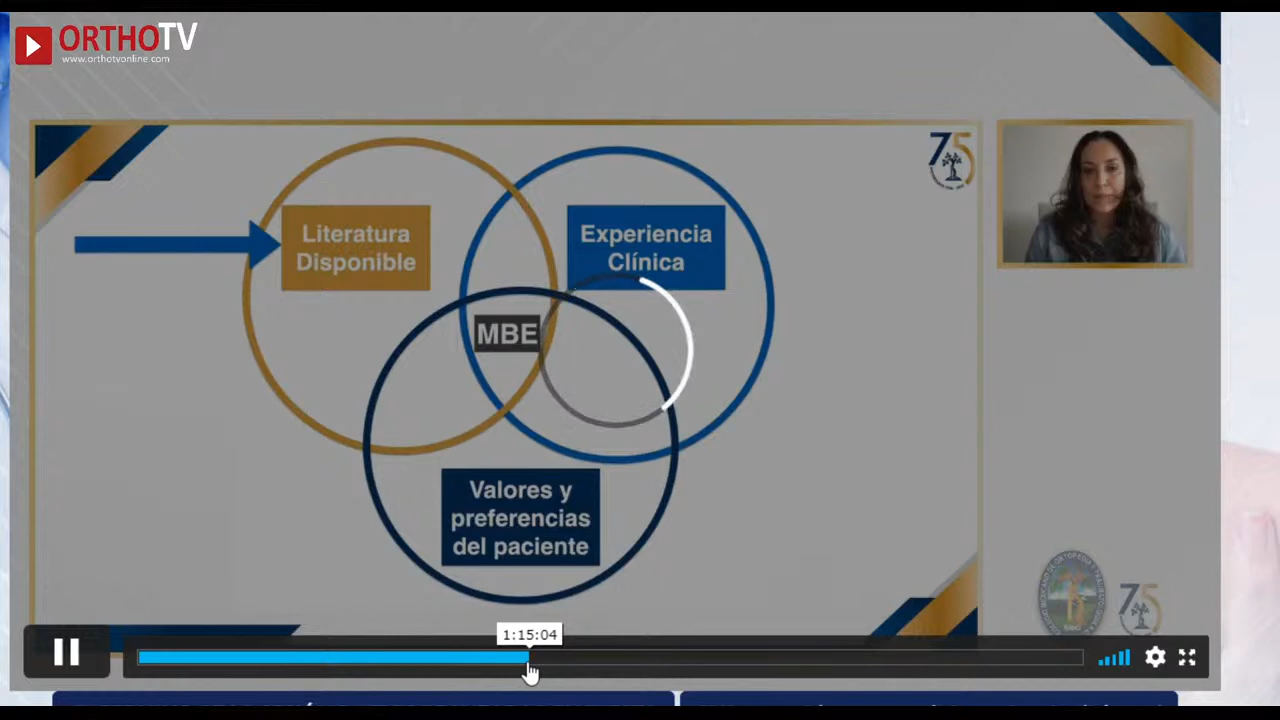 ORTHOTV
www.orthotvonline.com
75
Literatura
Disponible
Experiencia
Clínica
MBE
Valores y
preferencias
del paciente
75
1:15:04